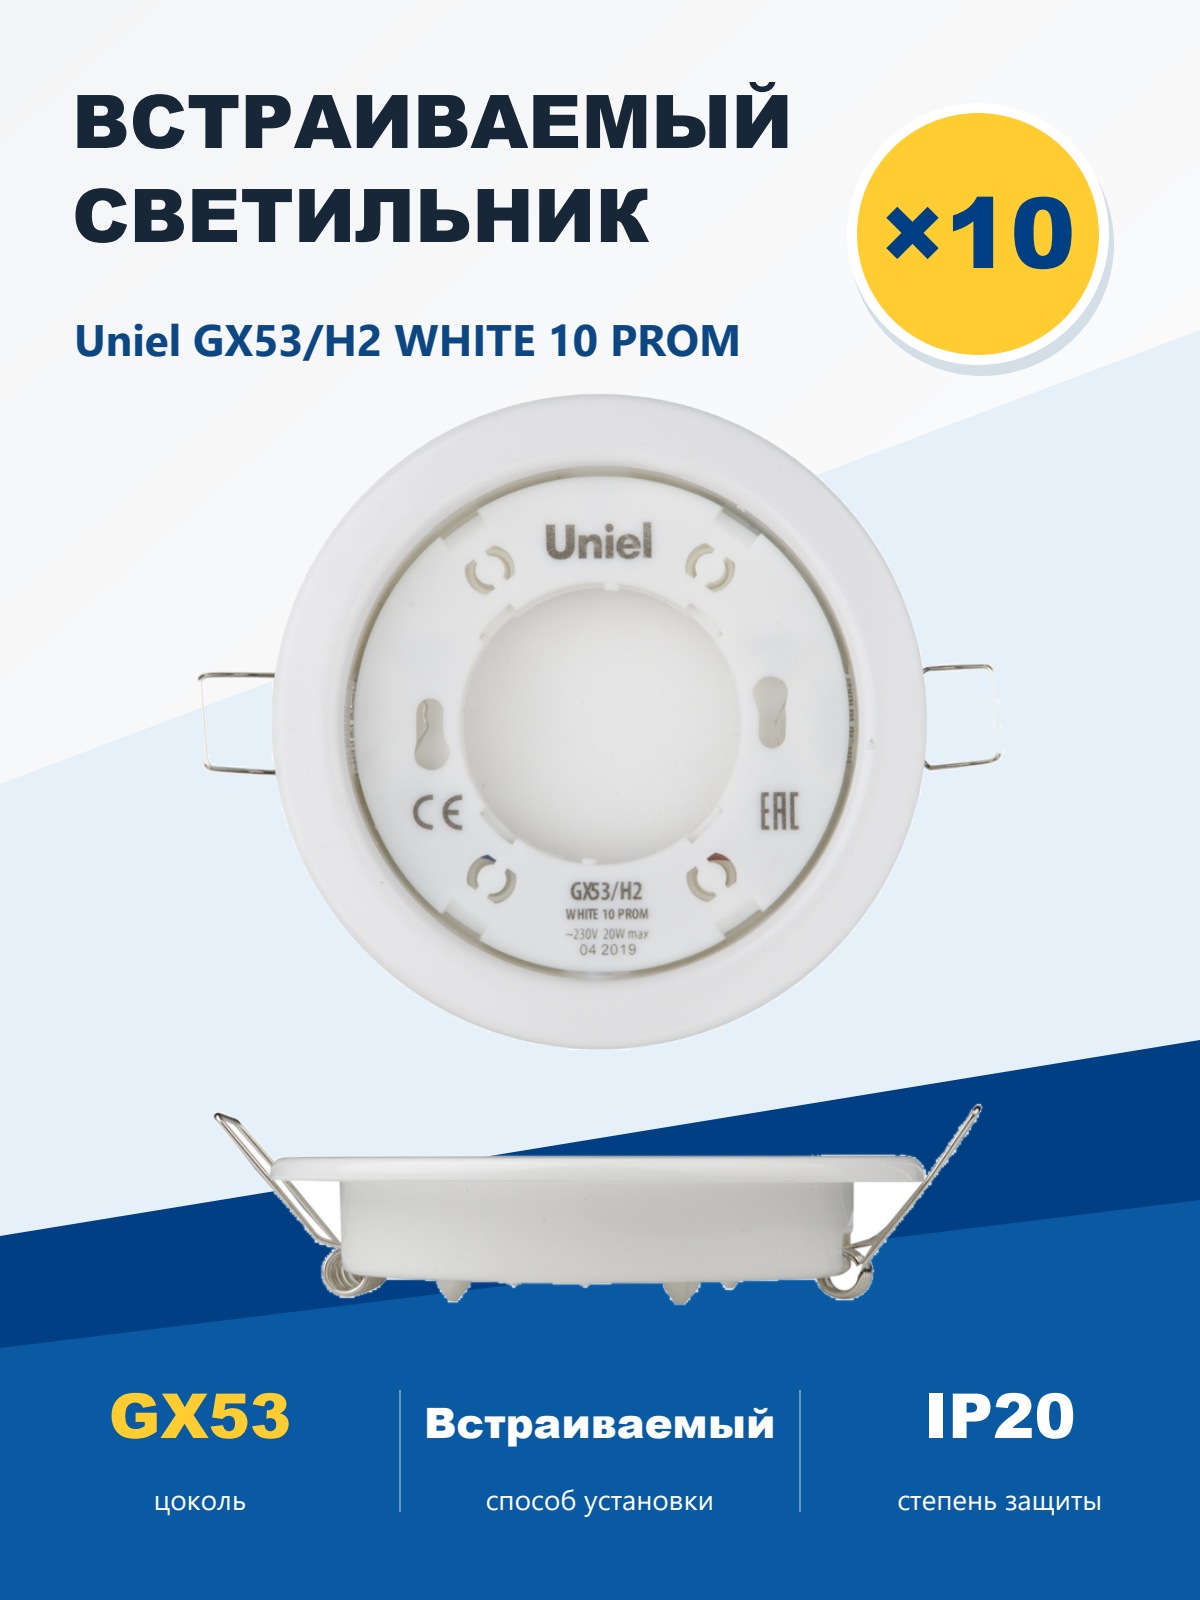 ВСТРАИВАЕМЫЙ
СВЕТИЛЬНИК
×10
Uniel GX53/H2 WHITE 10 PROM
Uniel
CE
EAC
GX53/H2
WHITE 10 PROM
~230V 20W max
04 2019
GX53
цоколь
Встраиваемый
способ установки
IP20
степень защиты